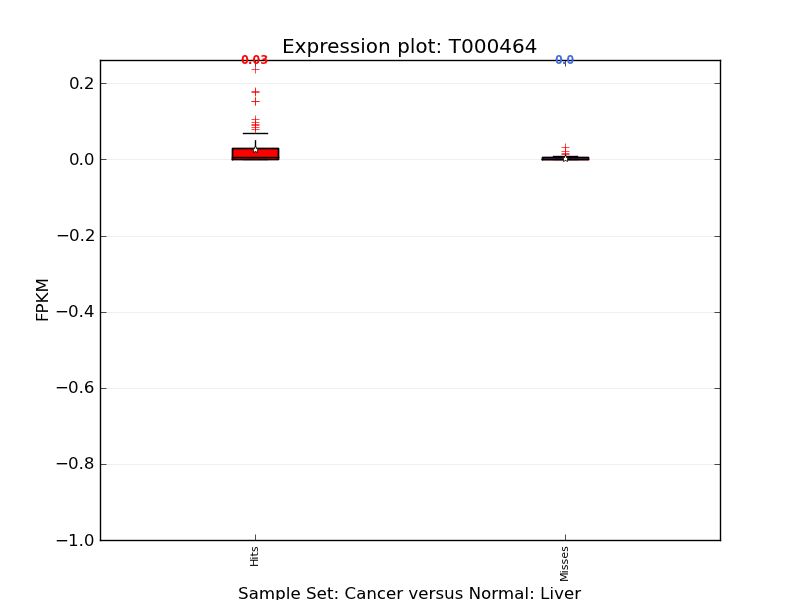 Expression plot: T000464
0.03
0.0
0.2
0.0
−0.2
−0.4
−0.6
−0.8
−1.0
FPKM
Hits
Misses
Sample Set: Cancer versus Normal: Liver